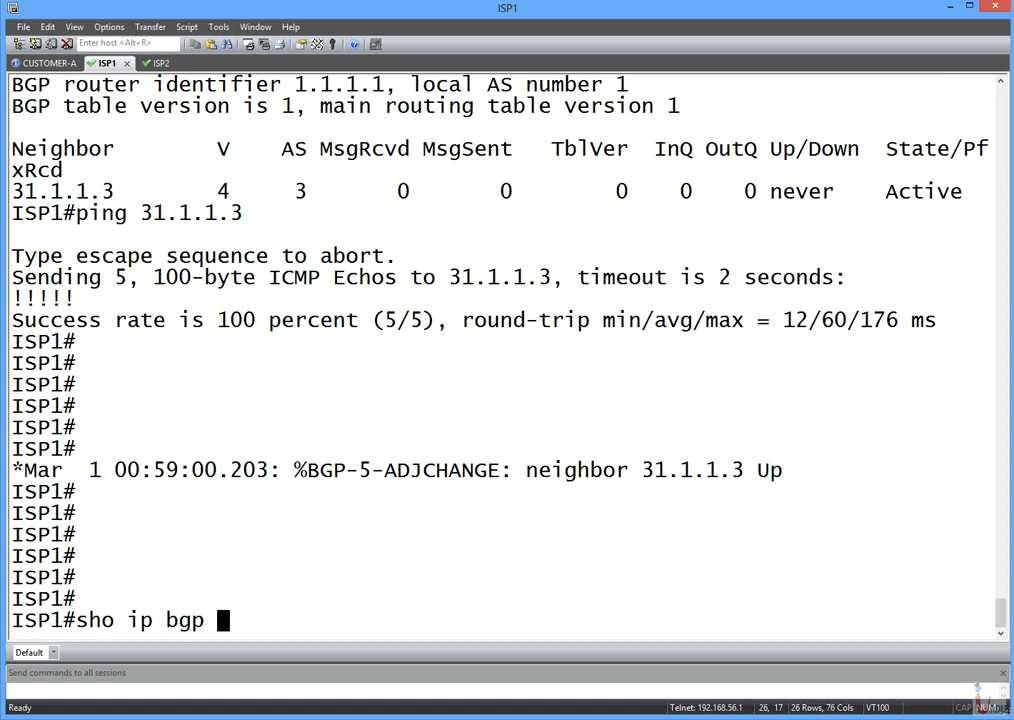 ISP1
File Edit View Options Transfer Script Tools Window Help
Enter host <Alt+R>
CUSTOMER-A ISP1 ISP2
BGP router identifier 1.1.1.1, local AS number 1
BGP table version is 1, main routing table version 1
Neighbor V AS MsgRcvd MsgSent TblVer InQ OutQ Up/Down State/Pf
xRcd
31.1.1.3 4 3 0 0 0 0 0 never Active
ISP1#ping 31.1.1.3
Type escape sequence to abort.
Sending 5, 100-byte ICMP Echos to 31.1.1.3, timeout is 2 seconds:
!!!!!
Success rate is 100 percent (5/5), round-trip min/avg/max = 12/60/176 ms
ISP1#
ISP1#
ISP1#
ISP1#
ISP1#
ISP1#
*Mar 1 00:59:00.203: %BGP-5-ADJCHANGE: neighbor 31.1.1.3 Up
ISP1#
ISP1#
ISP1#
ISP1#
ISP1#
ISP1#
ISP1#sho ip bgp
Default
Send commands to all sessions
Ready Telnet: 192.168.56.1 26, 17 26 Rows, 76 Cols VT100 CAP NUM